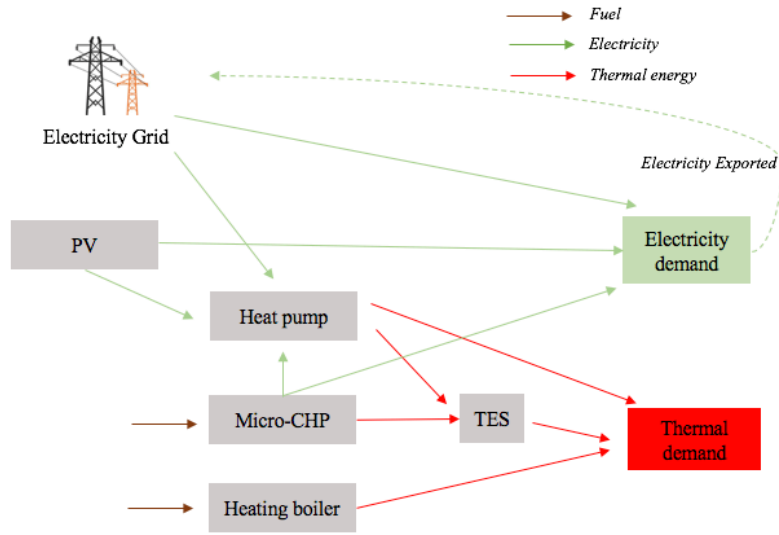 Fuel
Electricity
Thermal energy
Electricity Grid
Electricity Exported
PV
Electricity
demand
Heat pump
Micro-CHP
TES
Thermal
demand
Heating boiler